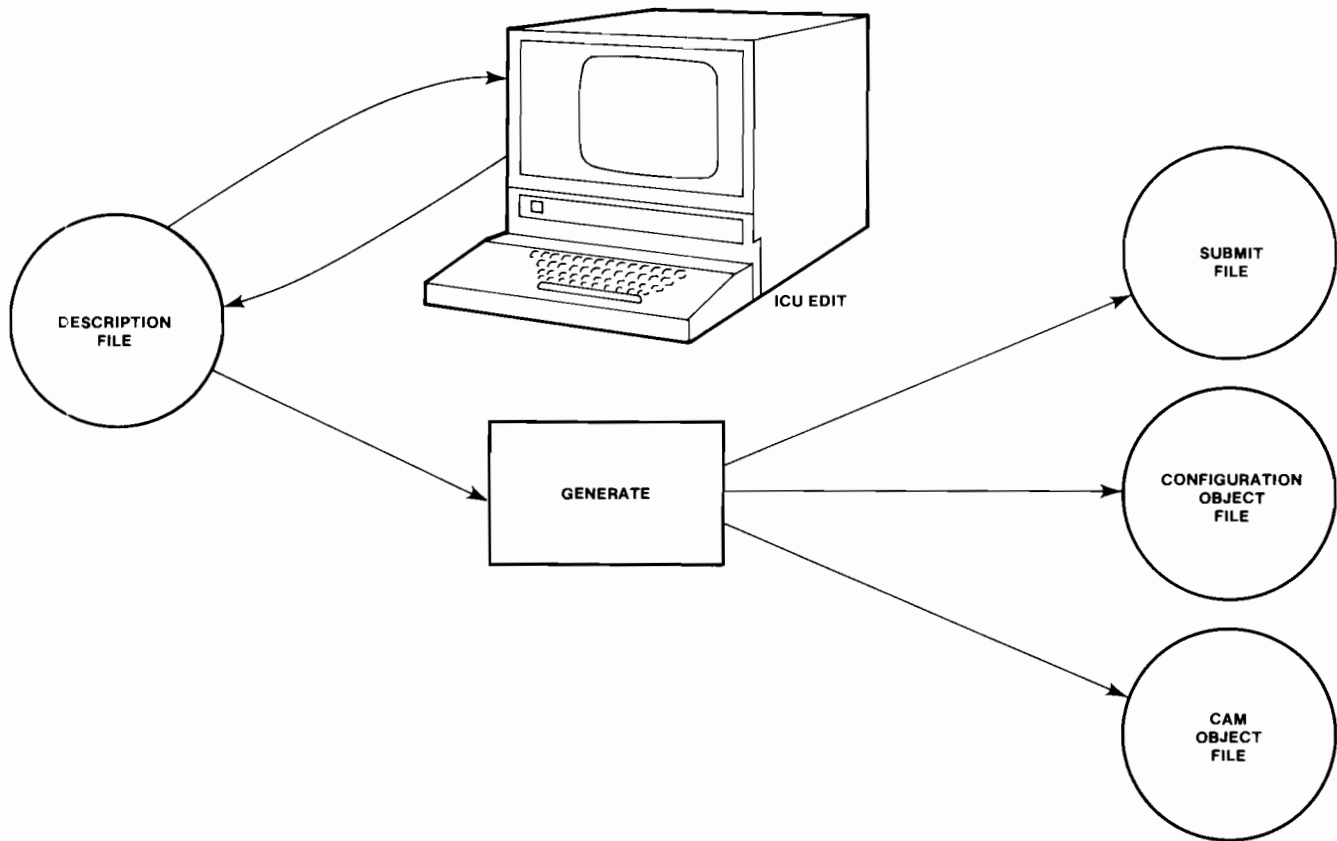 ICU EDIT
DESCRIPTION
FILE
GENERATE
SUBMIT
FILE
CONFIGURATION
OBJECT
FILE
CAM
OBJECT
FILE